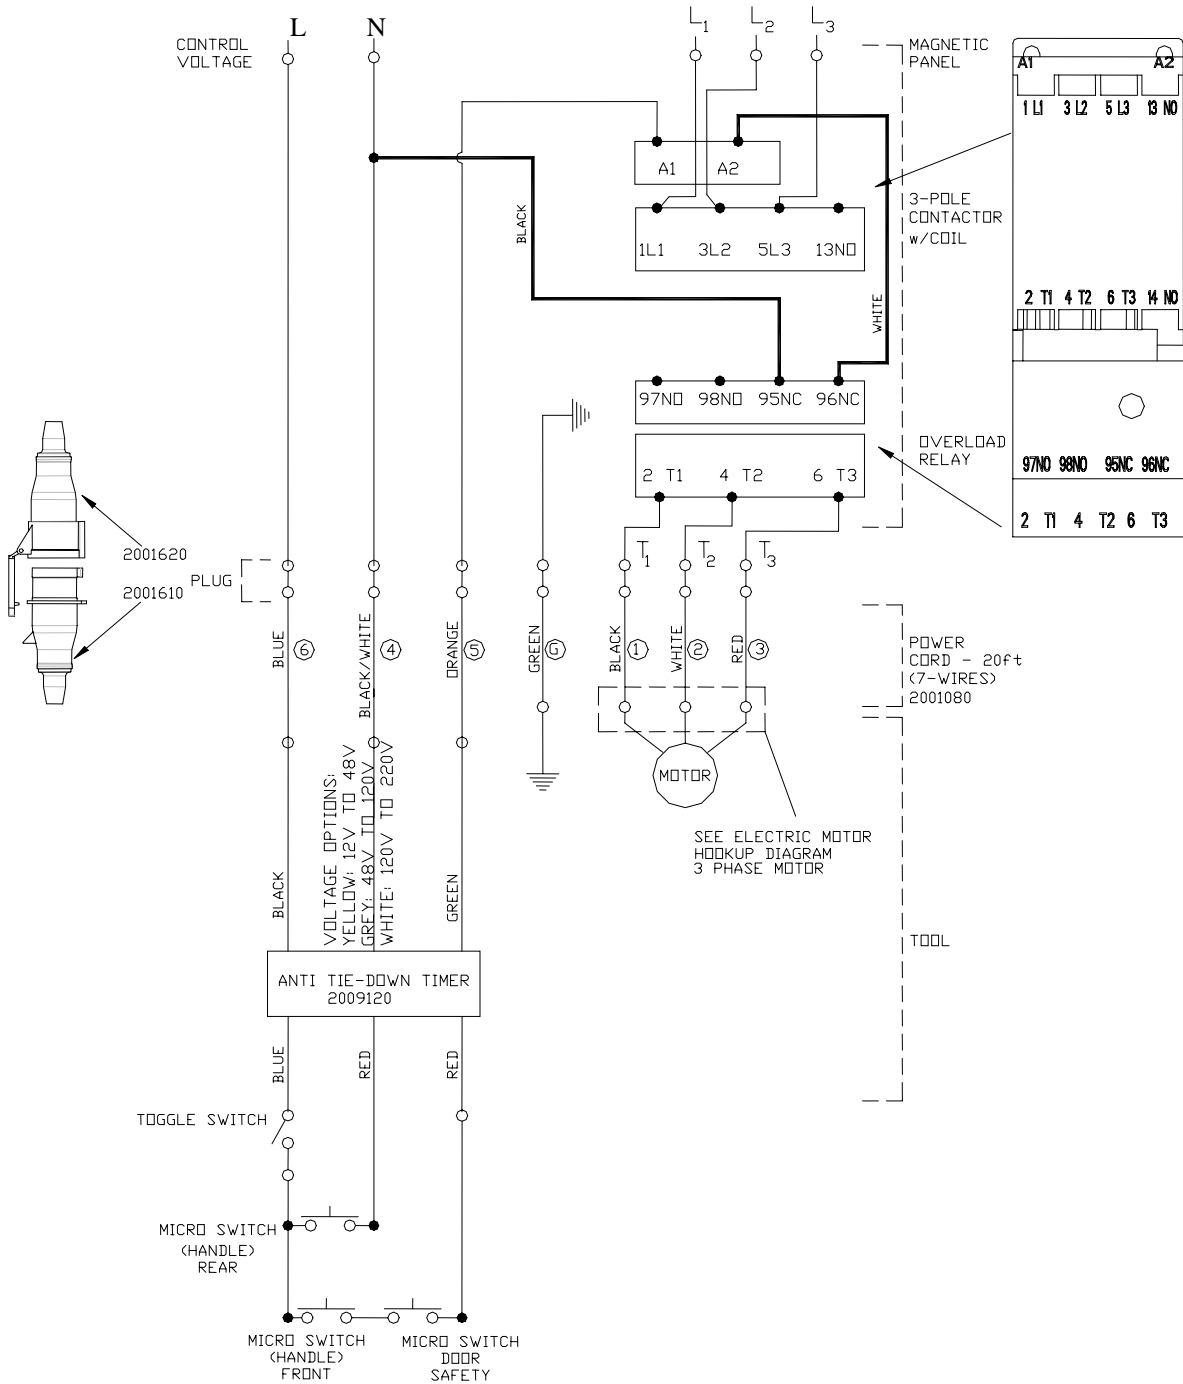 L
N
L1
L2
L3
CONTROL
VOLTAGE
MAGNETIC
PANEL
A1
A2
1 L1
3 L2
5 L3
13 NO
A1
A2
BLACK
1L1
3L2
5L3
13NO
3-POLE
CONTACTOR
w/COIL
WHITE
2 T1
4 T2
6 T3
14 NO
97NO
98NO
95NC
96NC
OVERLOAD
RELAY
97NO
98NO
95NC
96NC
2 T1
4 T2
6 T3
2 T1
4 T2
6 T3
2001620
2001610
PLUG
T1
T2
T3
BLUE
6
BLACK/WHITE
4
ORANGE
5
GREEN
G
BLACK
1
WHITE
2
RED
3
POWER
CORD - 20ft
(7-WIRES)
2001080
MOTOR
SEE ELECTRIC MOTOR
HOOKUP DIAGRAM
3 PHASE MOTOR
BLACK
VOLTAGE OPTIONS:
YELLOW: 12V TO 48V
GREY: 48V TO 120V
WHITE: 120V TO 220V
GREEN
TOOL
ANTI TIE-DOWN TIMER
2009120
BLUE
RED
RED
TOGGLE SWITCH
MICRO SWITCH
(HANDLE)
REAR
MICRO SWITCH
(HANDLE)
FRONT
MICRO SWITCH
DOOR
SAFETY